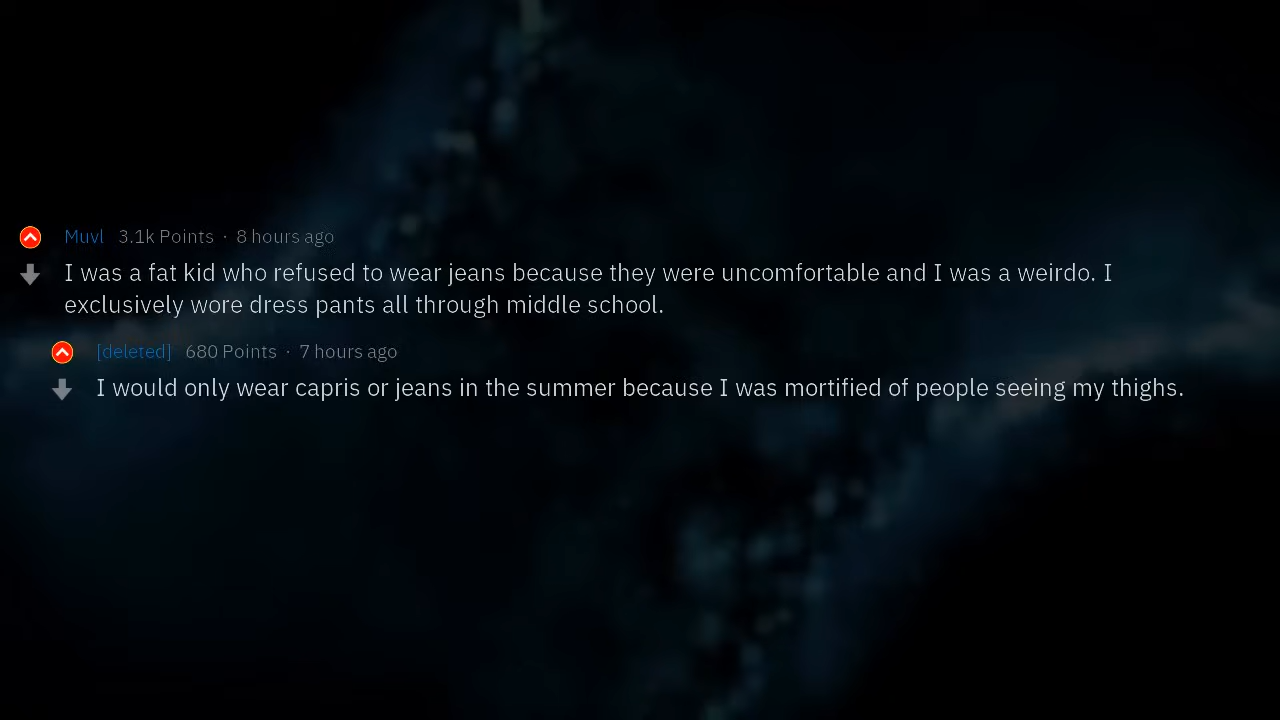 Muvl 3.1k Points · 8 hours ago
I was a fat kid who refused to wear jeans because they were uncomfortable and I was a weirdo. I
exclusively wore dress pants all through middle school.
[deleted] 680 Points · 7 hours ago
I would only wear capris or jeans in the summer because I was mortified of people seeing my thighs.